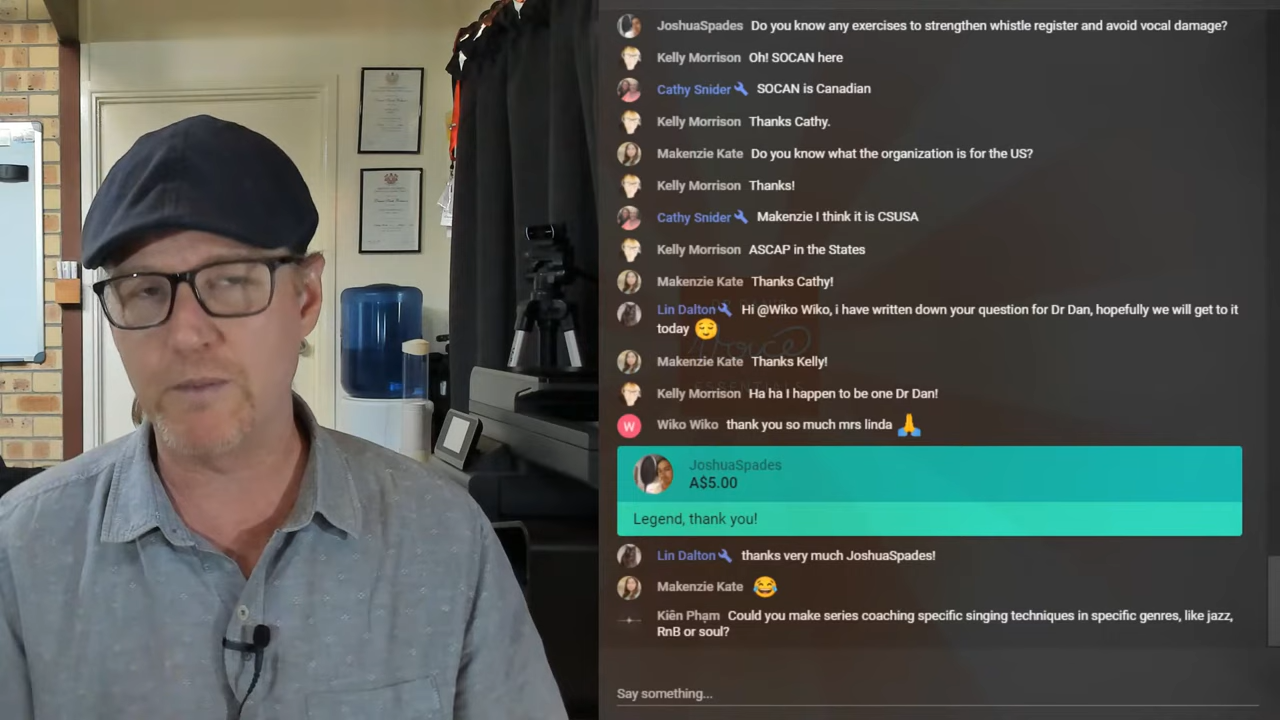 JoshuaSpades Do you know any exercises to strengthen whistle register and avoid vocal damage?
Kelly Morrison Oh! SOCAN here
Cathy Snider SOCAN is Canadian
Kelly Morrison Thanks Cathy.
Makenzie Kate Do you know what the organization is for the US?
Kelly Morrison Thanks!
Cathy Snider Makenzie I think it is CSUSA
Kelly Morrison ASCAP in the States
Makenzie Kate Thanks Cathy!
Lin Dalton Hi @Wiko Wiko, i have written down your question for Dr Dan, hopefully we will get to it
today 😌
Makenzie Kate Thanks Kelly!
Kelly Morrison Ha ha I happen to be one Dr Dan!
W Wiko Wiko thank you so much mrs linda 🙏
JoshuaSpades
A$5.00
Legend, thank you!
Lin Dalton thanks very much JoshuaSpades!
Makenzie Kate 😂
Kiên Phạm Could you make series coaching specific singing techniques in specific genres, like jazz,
RnB or soul?
Say something...